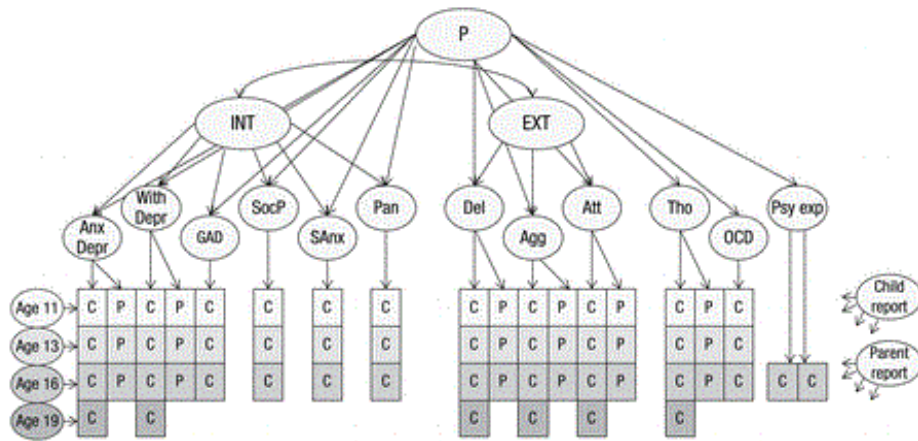 P
INT
EXT
Anx
Depr
With
Depr
GAD
SocP
SAnx
Pan
Del
Agg
Att
Tho
OCD
Psy exp
Age 11 C P C P C C C C C P C P C P C P C
Age 13 C P C P C C C C C P C P C P C P C
Age 16 C P C P C C C C C P C P C P C P C C C
Age 19 C C C C C C
Child
report
Parent
report